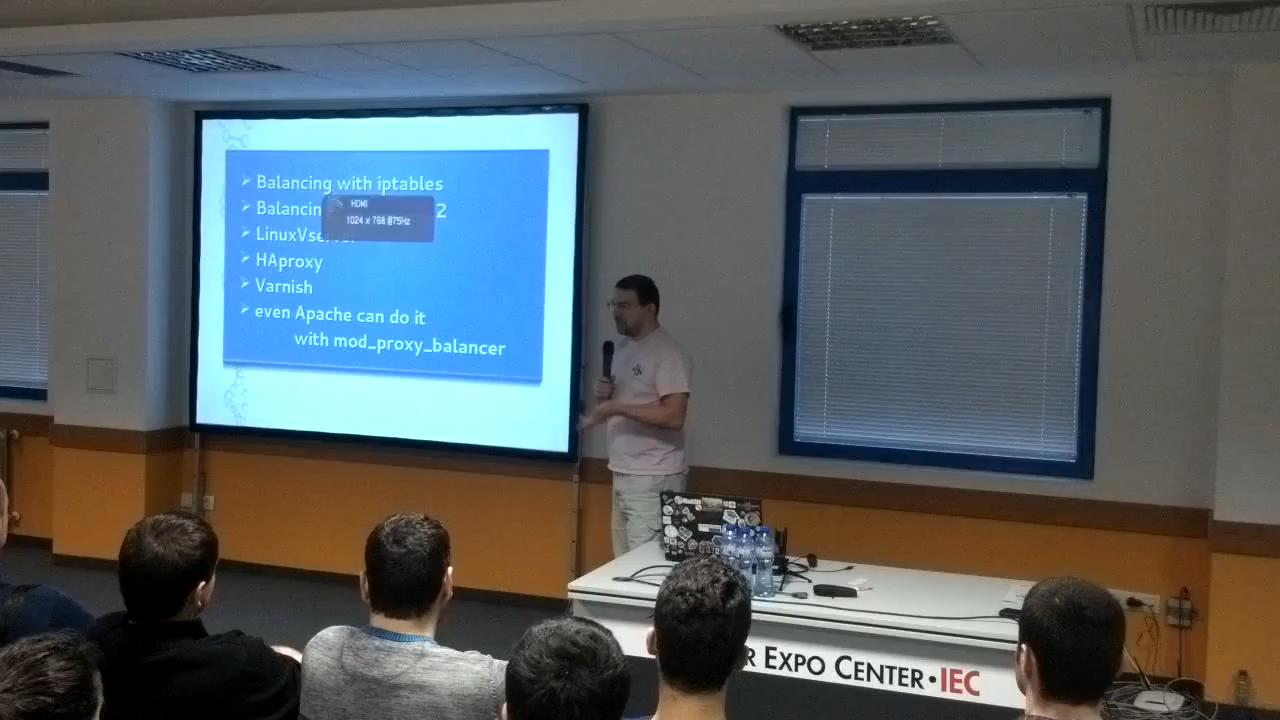 Balancing with iptables
Balancin 2
LinuxVse
HAproxy
Varnish
even Apache can do it
with mod_proxy_balancer
HDMI
1024 x 768 @75Hz
R EXPO CENTER • IEC